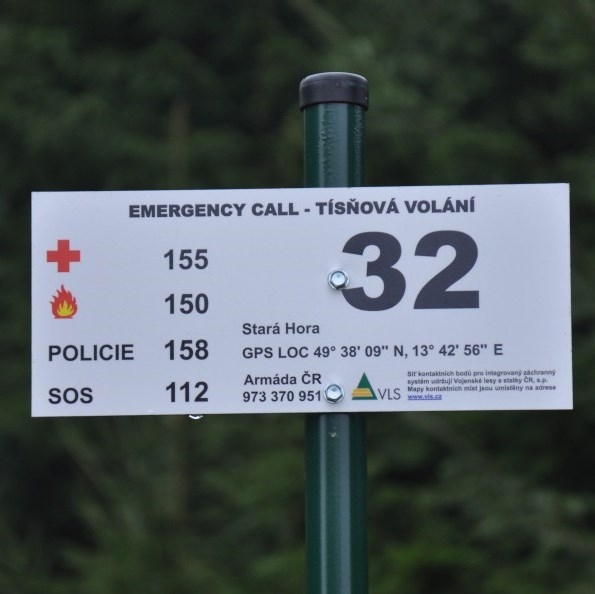 EMERGENCY CALL - TÍSŇOVÁ VOLÁNÍ
155
32
150
Stará Hora
POLICIE 158
GPS LOC 49° 38' 09" N, 13° 42' 56" E
SOS 112
Armáda ČR
973 370 951
VLS
Síť kontaktních bodů pro integrovaný záchranný
systém udržují Vojenské lesy a statky ČR, s.p.
Mapy kontaktních míst jsou umístěny na adrese
www.vls.cz